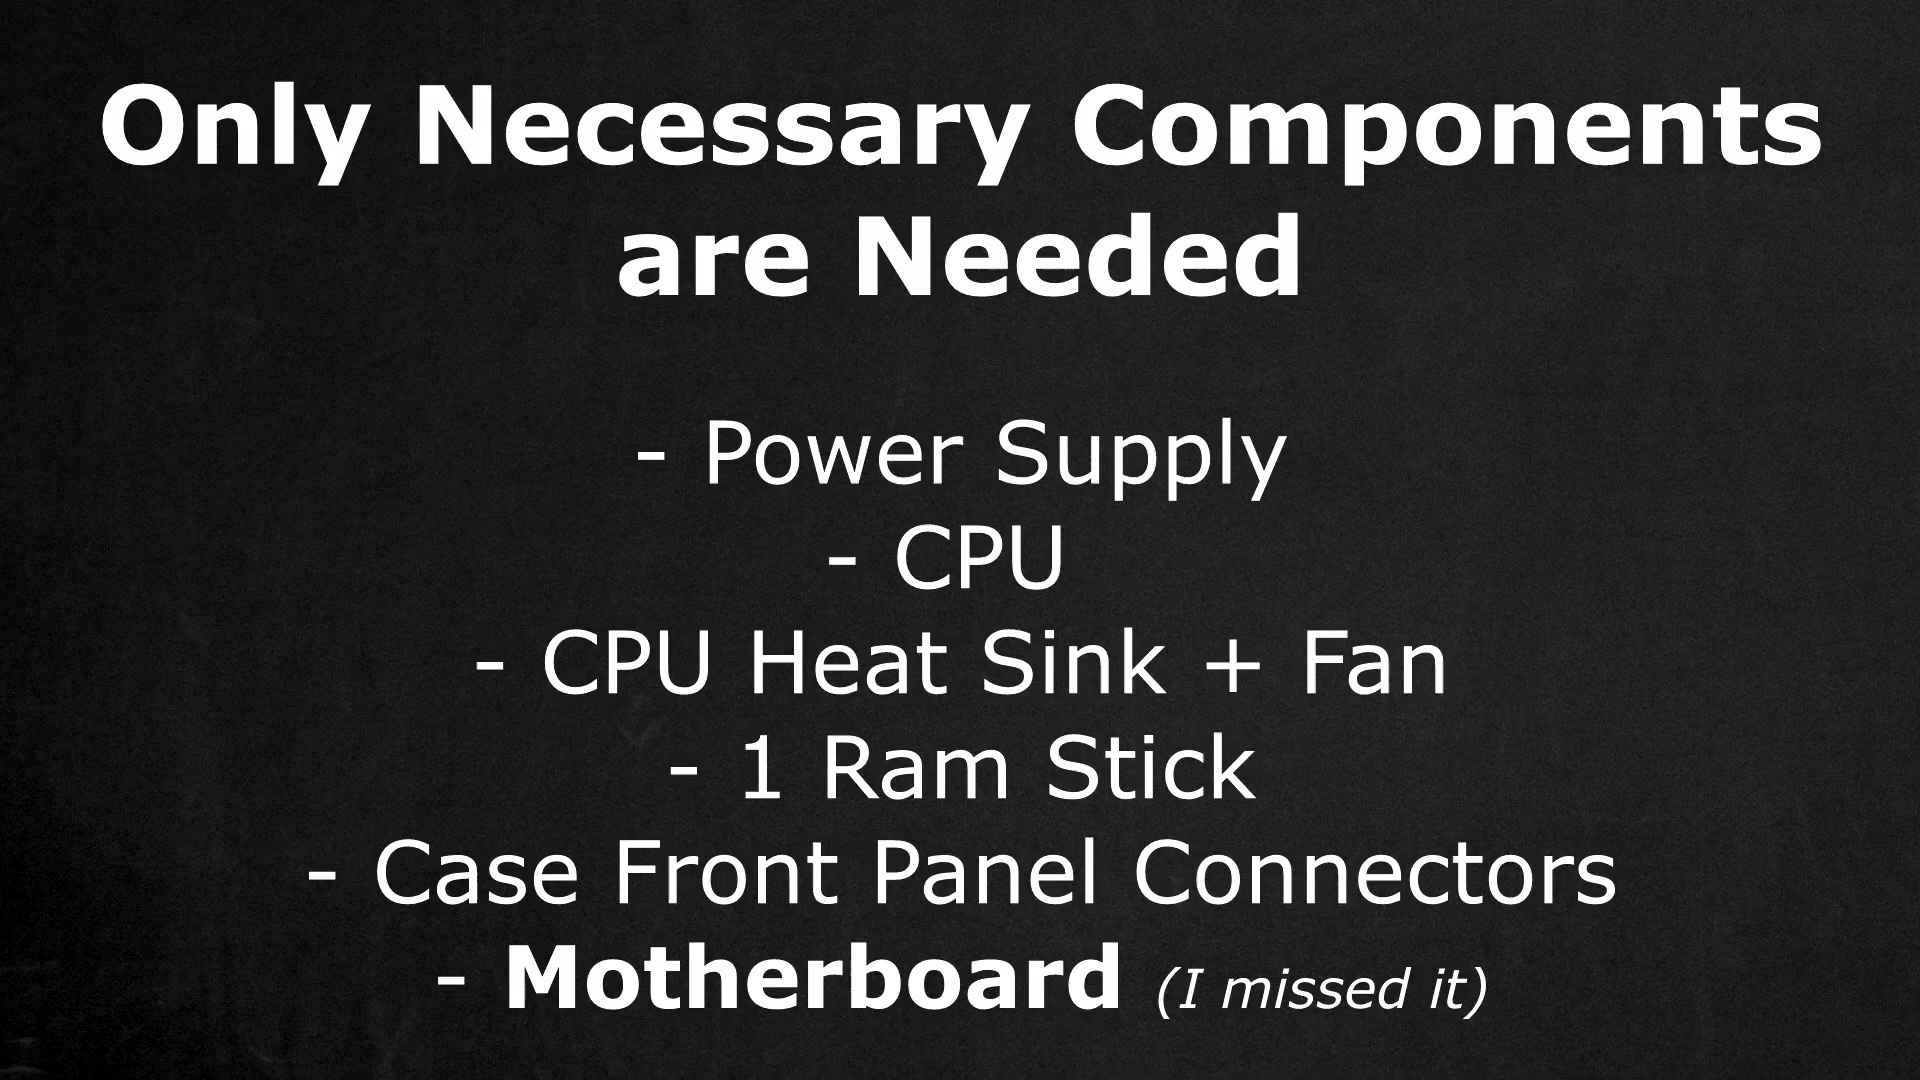 Only Necessary Components
are Needed
- Power Supply
- CPU
- CPU Heat Sink + Fan
- 1 Ram Stick
- Case Front Panel Connectors
- Motherboard (I missed it)